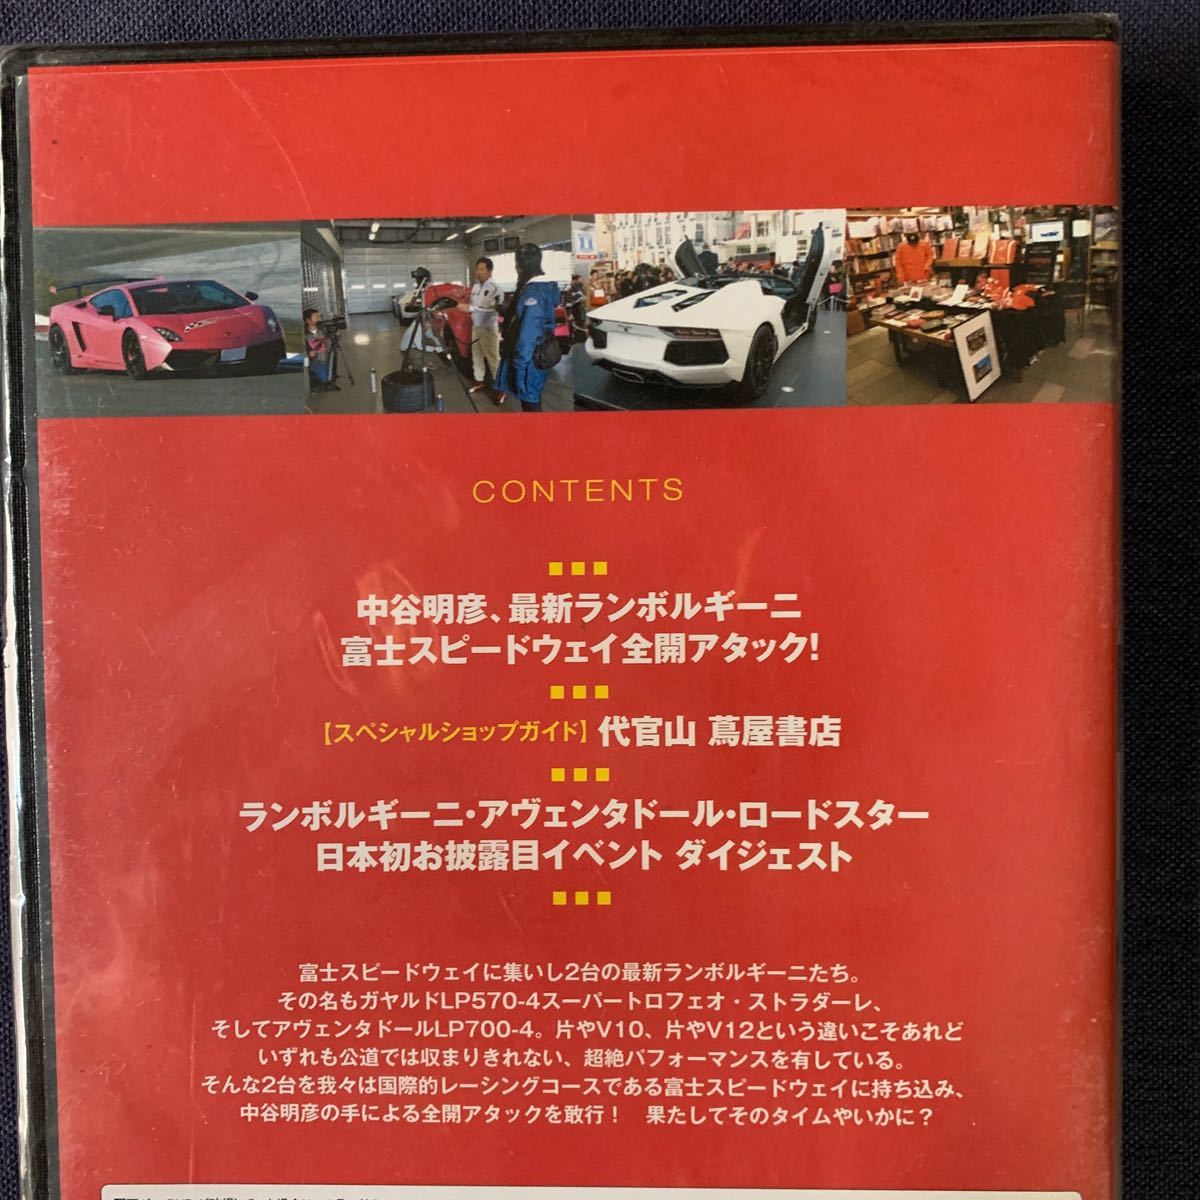 CONTENTS
中谷明彦、最新ランボルギーニ
富士スピードウェイ全開アタック!
【スペシャルショップガイド】代官山 蔦屋書店
ランボルギーニ・アヴェンタドール・ロードスター
日本初お披露目イベント ダイジェスト
富士スピードウェイに集いし2台の最新ランボルギーニたち。
その名もガヤルドLP570-4スーパートロフェオ・ストラダーレ、
そしてアヴェンタドールLP700-4。片やV10、片やV12という違いこそあれど
いずれも公道では収まりきれない、超絶パフォーマンスを有している。
そんな2台を我々は国際的レーシングコースである富士スピードウェイに持ち込み、
中谷明彦の手による全開アタックを敢行! 果たしてそのタイムやいかに?